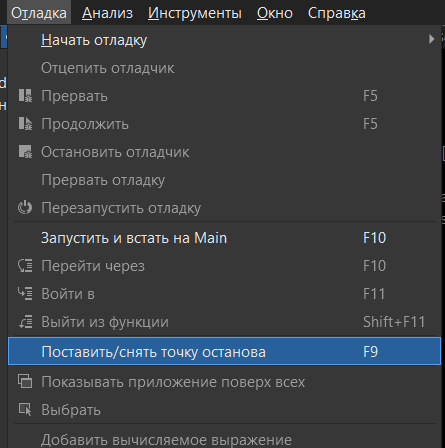 Отладка Анализ Инструменты Окно Справка
Начать отладку
Отцепить отладчик
Прервать F5
Продолжить F5
Остановить отладчик
Прервать отладку
Перезапустить отладку
Запустить и встать на Main F10
Перейти через F10
Войти в F11
Выйти из функции Shift+F11
Поставить/снять точку останова F9
Показывать приложение поверх всех
Выбрать
Добавить вычисляемое выражение